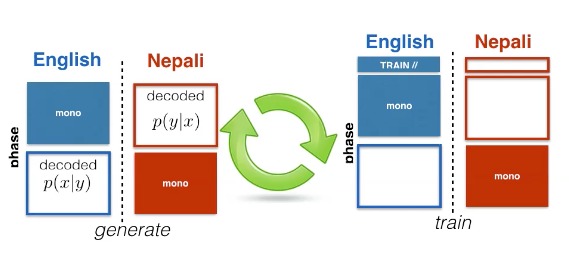 English
Nepali
mono
decoded
p(y|x)
phase
decoded
p(x|y)
mono
generate
English
Nepali
TRAIN //
mono
phase
mono
train